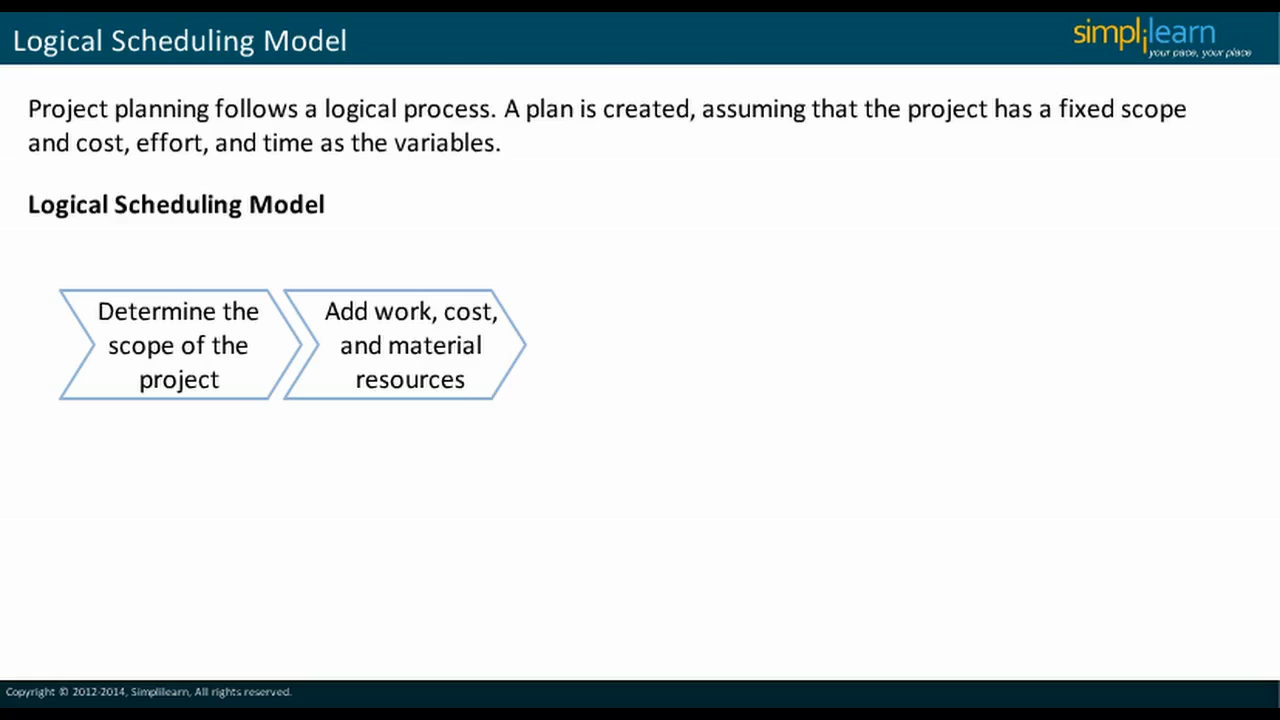 Logical Scheduling Model
simplilearn
your pace, your place
Project planning follows a logical process. A plan is created, assuming that the project has a fixed scope
and cost, effort, and time as the variables.
Logical Scheduling Model
Determine the
scope of the
project
Add work, cost,
and material
resources
Copyright © 2012-2014, Simplilearn, All rights reserved.